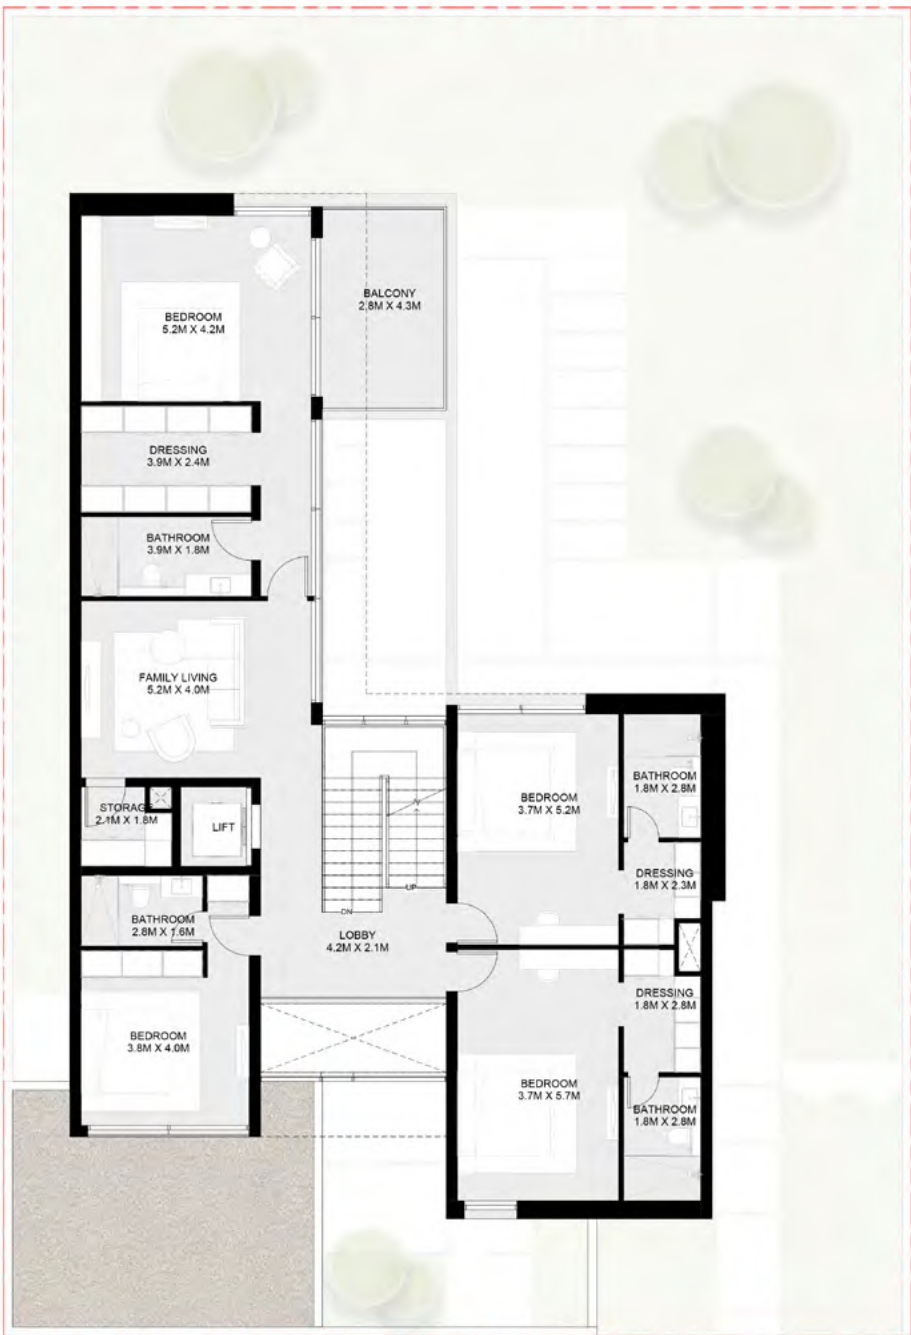 BALCONY
2.8M X 4.3M
BEDROOM
5.2M X 4.2M
DRESSING
3.9M X 2.4M
BATHROOM
3.9M X 1.8M
FAMILY LIVING
5.2M X 4.0M
STORAGE
2.1M X 1.8M
LIFT
UP
DN
BEDROOM
3.7M X 5.2M
BATHROOM
1.8M X 2.8M
DRESSING
1.8M X 2.3M
BATHROOM
2.8M X 1.6M
LOBBY
4.2M X 2.1M
BEDROOM
3.8M X 4.0M
DRESSING
1.8M X 2.8M
BEDROOM
3.7M X 5.7M
BATHROOM
1.8M X 2.8M